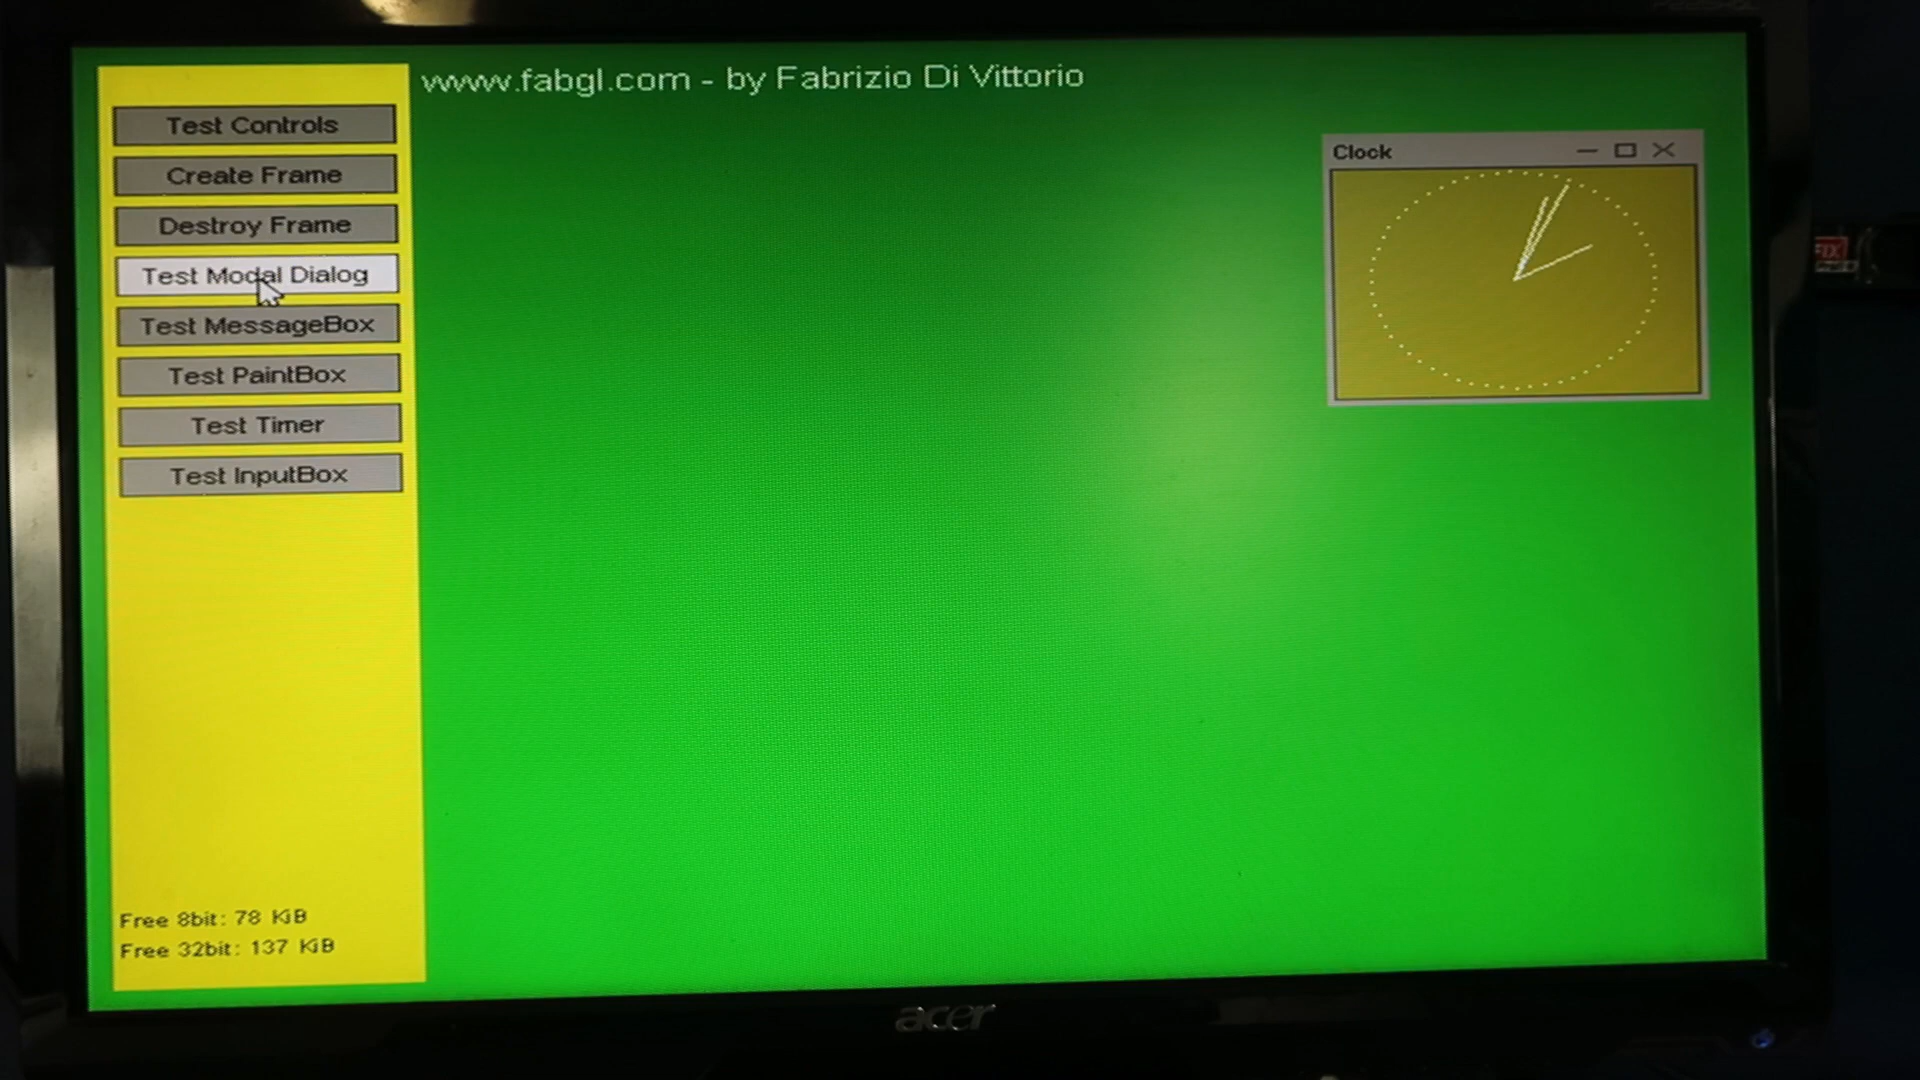 www.fabgl.com - by Fabrizio Di Vittorio
Test Controls
Create Frame
Destroy Frame
Test Modal Dialog
Test MessageBox
Test PaintBox
Test Timer
Test InputBox
Free 8bit: 78 KiB
Free 32bit: 137 KiB
Clock
acer